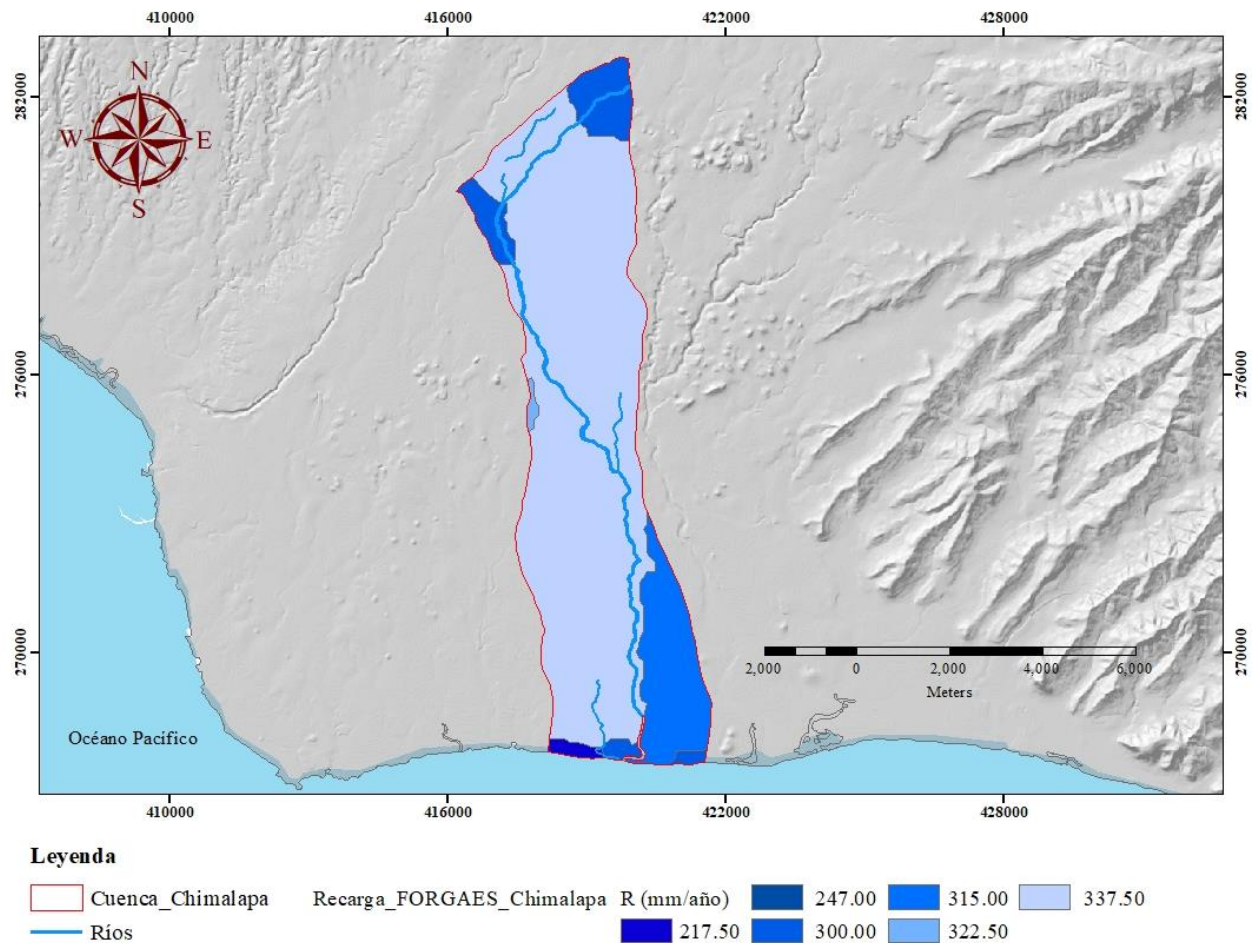 410000 416000 422000 428000
282000 282000
N
W E
S
276000 276000
270000 270000
2,000 0 2,000 4,000 6,000
Meters
Océano Pacífico
410000 416000 422000 428000
Leyenda
Cuenca_Chimalapa Recarga_FORGAES_Chimalapa R (mm/año) 247.00 315.00 337.50
Ríos 217.50 300.00 322.50